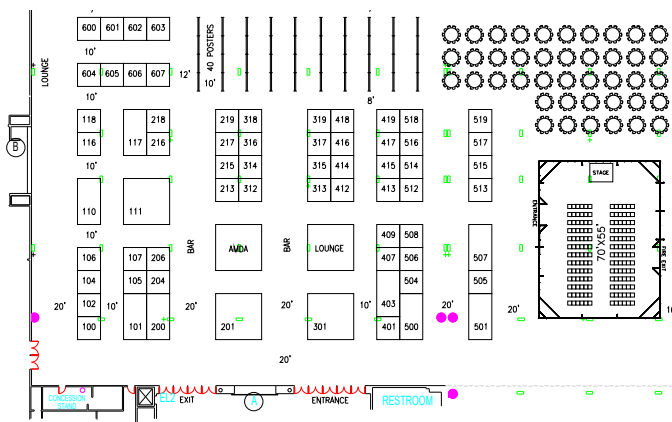 600 601 602 603
10'
LOUNGE
604 605 606 607
12'
40 POSTERS
10'
10'
8'
118 218 219 318 319 418 419 518 519
116 117 216 217 316 317 416 417 516 517
B
10'
215 314 315 414 415 514 515
STAGE
110 111 213 312 313 412 413 512 513
ENTRANCE
70'X55'
FIRE EXIT
10'
BAR
AVDA
BAR
LOUNGE
409 508
106 107 206 407 506 507
104 105 204 504 505
20' 102 10' 20' 20' 10' 403 20' 20' 10'
100 101 200 201 301 401 500 501
20'
CONCESSION
STAND
EL2
EXIT
A
ENTRANCE
RESTROOM